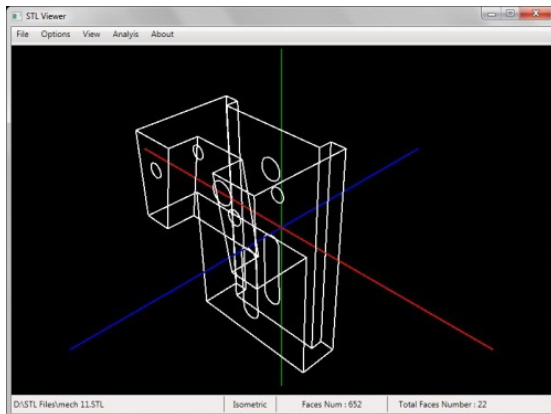 STL Viewer
File Options View Analyis About
D:\STL Files\mech 11.STL Isometric Faces Num : 652 Total Faces Number : 22